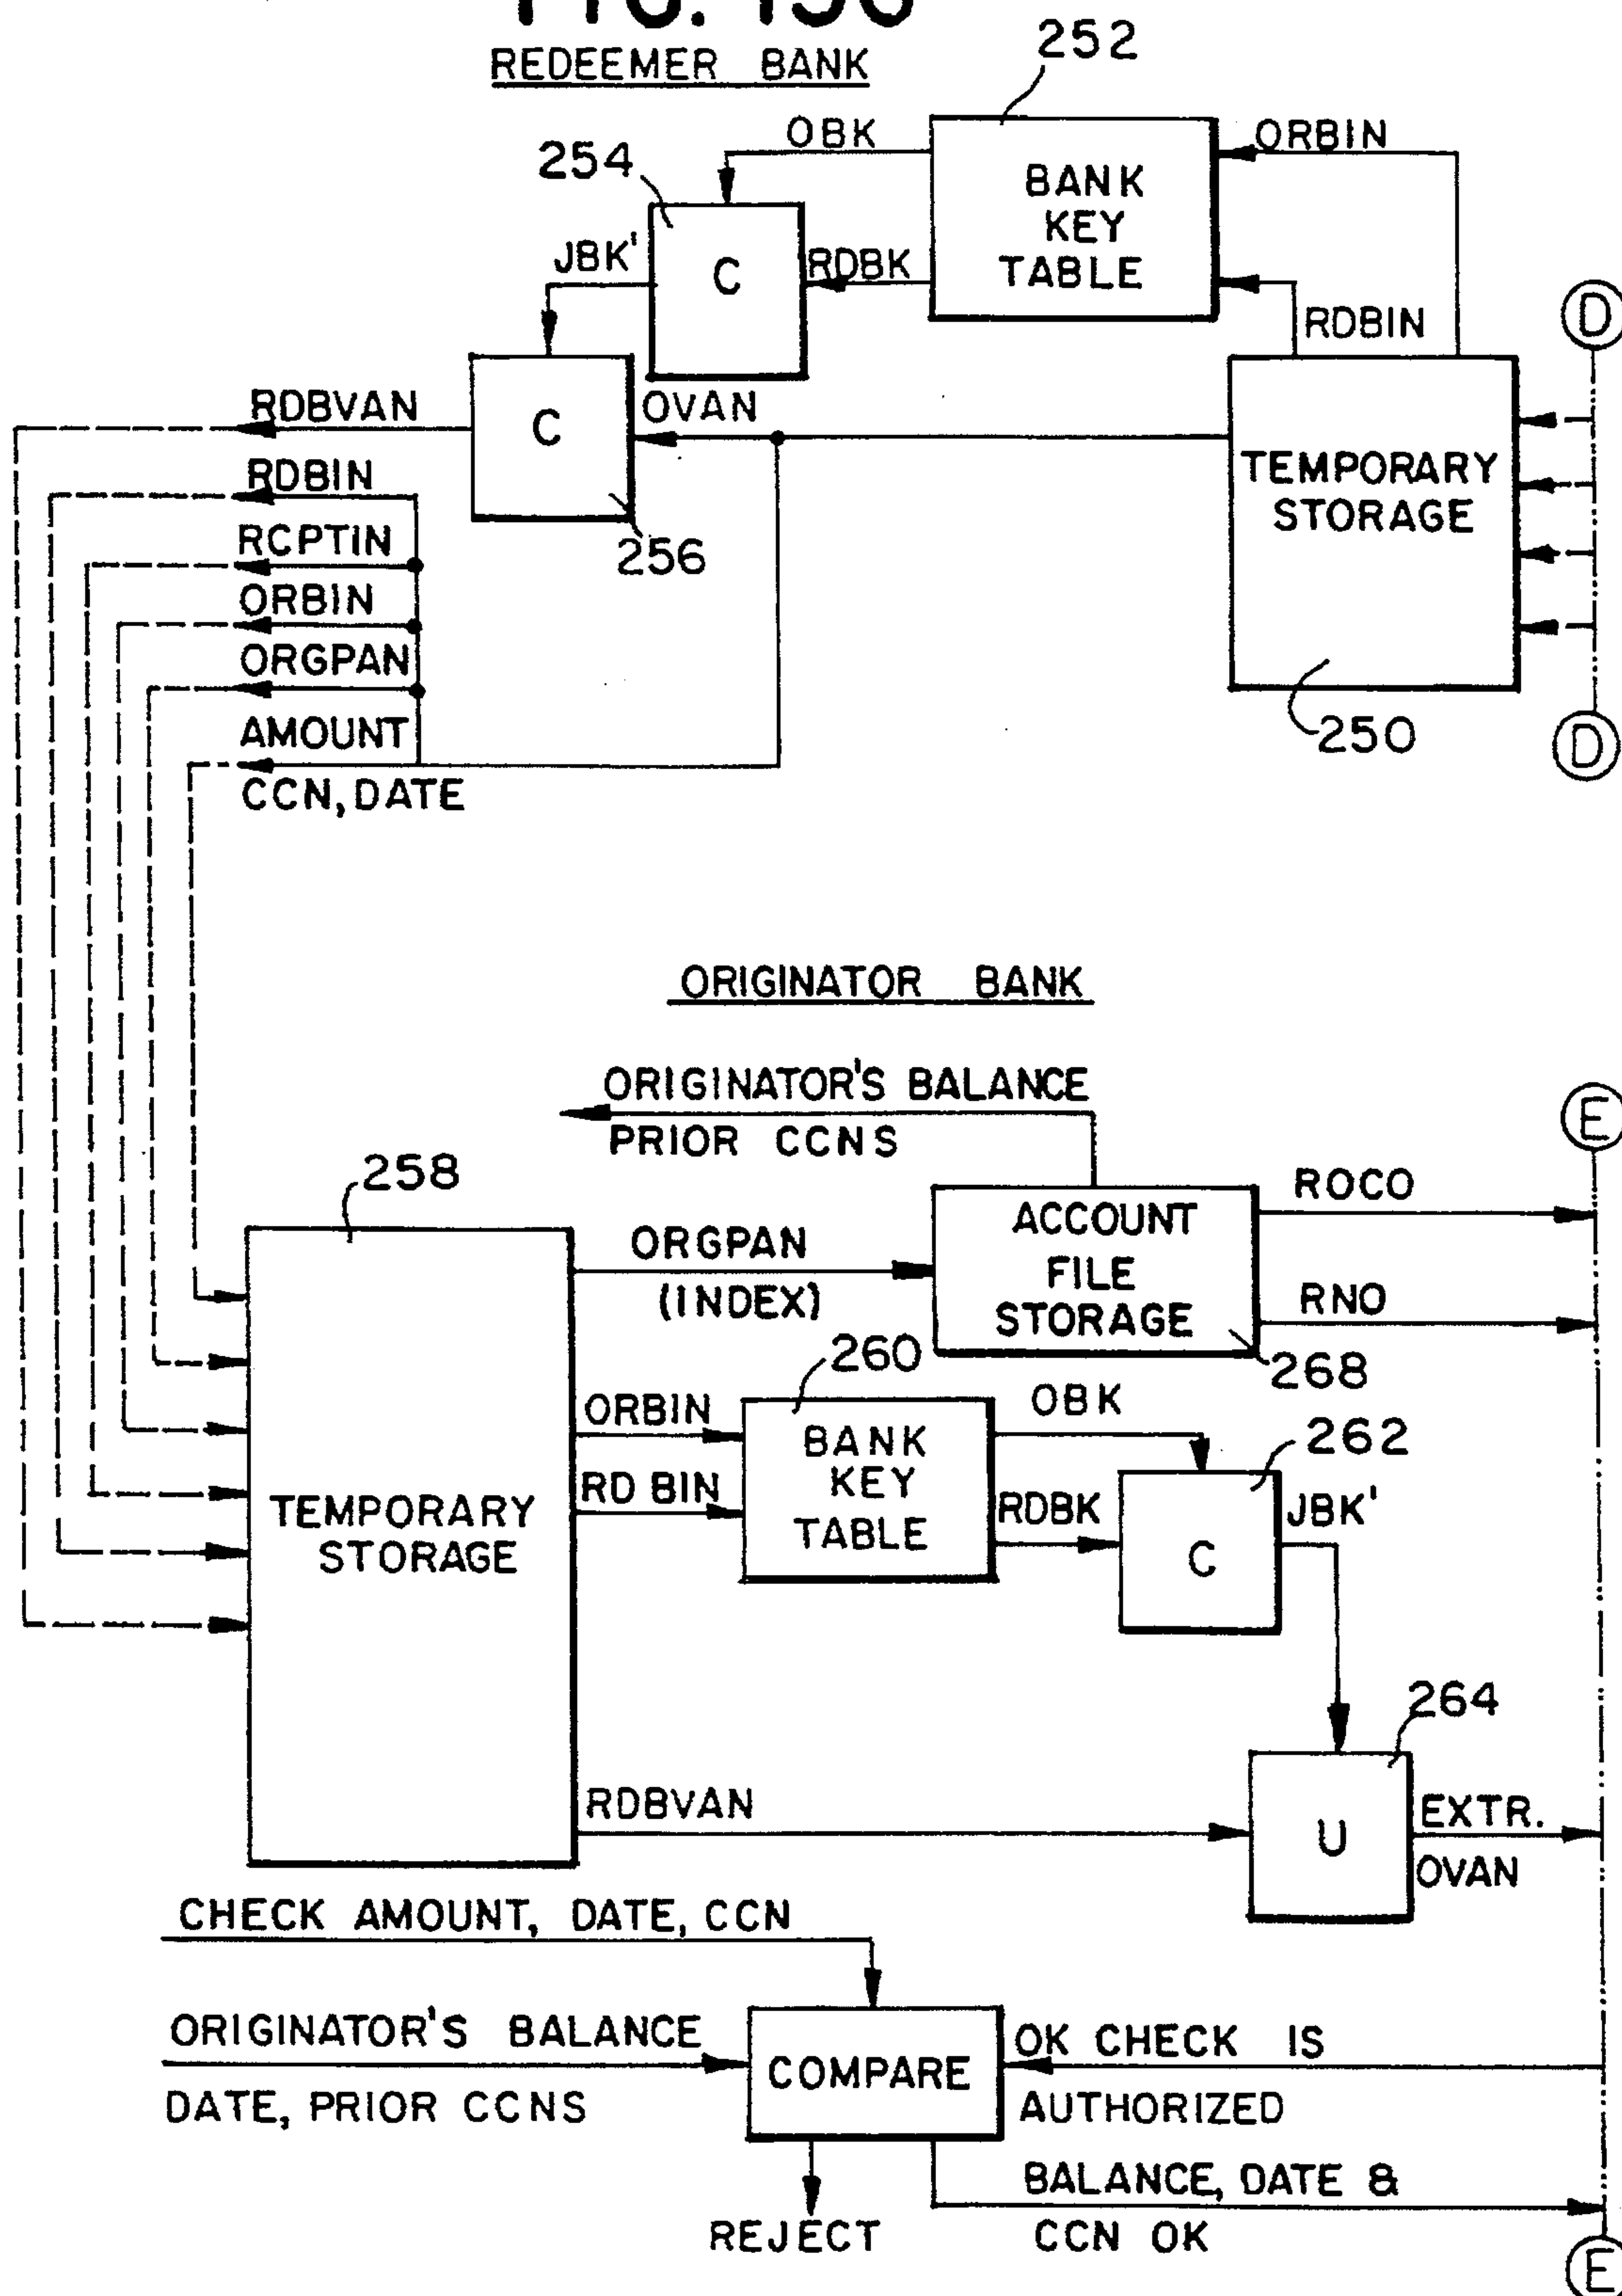 REDEEMER BANK
252
OBK
ORBIN
254
BANK
KEY
TABLE
JBK'
C
RDBK
RDBIN
D
RDBVAN
C
OVAN
TEMPORARY
STORAGE
RDBIN
RCPTIN
256
ORBIN
ORGPAN
AMOUNT
250
D
CCN, DATE
ORIGINATOR BANK
ORIGINATOR'S BALANCE
PRIOR CCNS
E
258
ROCO
ORGPAN
(INDEX)
ACCOUNT
FILE
STORAGE
RNO
260
268
ORBIN
OBK
BANK
KEY
TABLE
262
RD BIN
RDBK
JBK'
C
TEMPORARY
STORAGE
264
RDBVAN
U
EXTR.
OVAN
CHECK AMOUNT, DATE, CCN
ORIGINATOR'S BALANCE
DATE, PRIOR CCNS
COMPARE
OK CHECK IS
AUTHORIZED
BALANCE, DATE &
CCN OK
REJECT
E